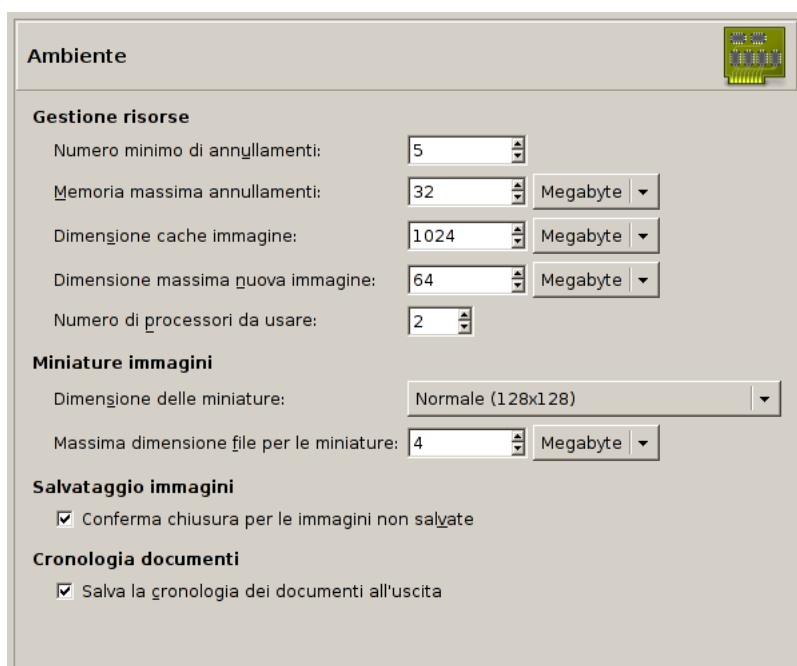 Ambiente
Gestione risorse
Numero minimo di annullamenti: 5
Memoria massima annullamenti: 32 Megabyte
Dimensione cache immagine: 1024 Megabyte
Dimensione massima nuova immagine: 64 Megabyte
Numero di processori da usare: 2
Miniature immagini
Dimensione delle miniature: Normale (128x128)
Massima dimensione file per le miniature: 4 Megabyte
Salvataggio immagini
Conferma chiusura per le immagini non salvate
Cronologia documenti
Salva la cronologia dei documenti all'uscita